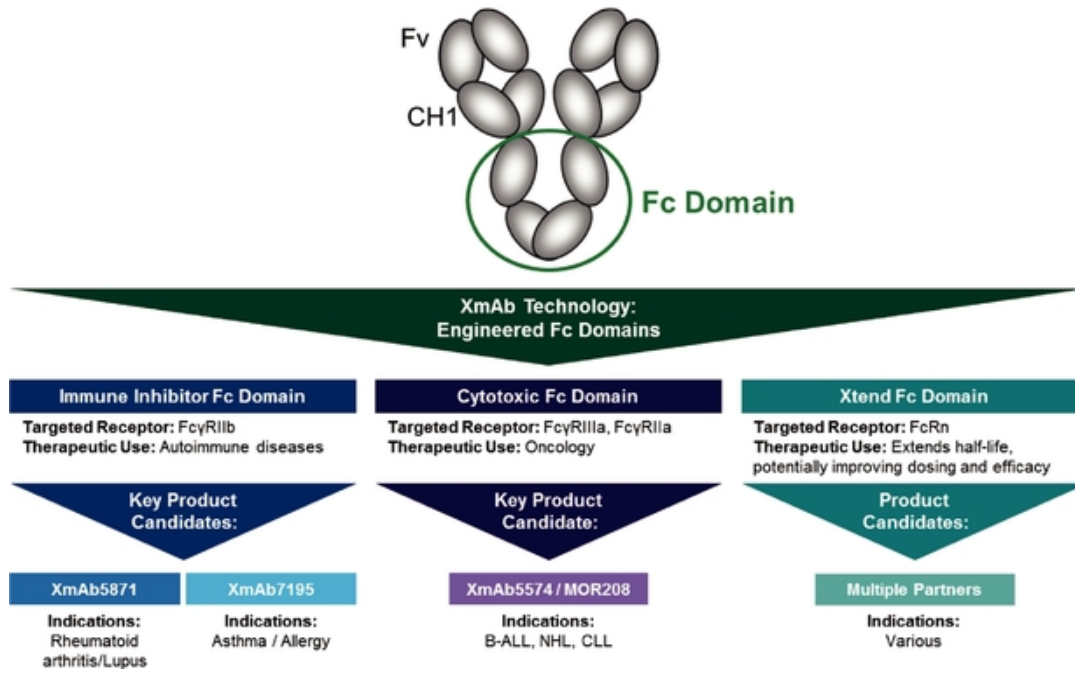 Fv
CH1
Fc Domain
XmAb Technology:
Engineered Fc Domains
Immune Inhibitor Fc Domain
Targeted Receptor: FcγRIIb
Therapeutic Use: Autoimmune diseases
Key Product
Candidates:
XmAb5871
Indications:
Rheumatoid
arthritis/Lupus
XmAb7195
Indications:
Asthma / Allergy
Cytotoxic Fc Domain
Targeted Receptor: FcγRIIIa, FcγRIIa
Therapeutic Use: Oncology
Key Product
Candidate:
XmAb5574 / MOR208
Indications:
B-ALL, NHL, CLL
Xtend Fc Domain
Targeted Receptor: FcRn
Therapeutic Use: Extends half-life,
potentially improving dosing and efficacy
Product
Candidates:
Multiple Partners
Indications:
Various